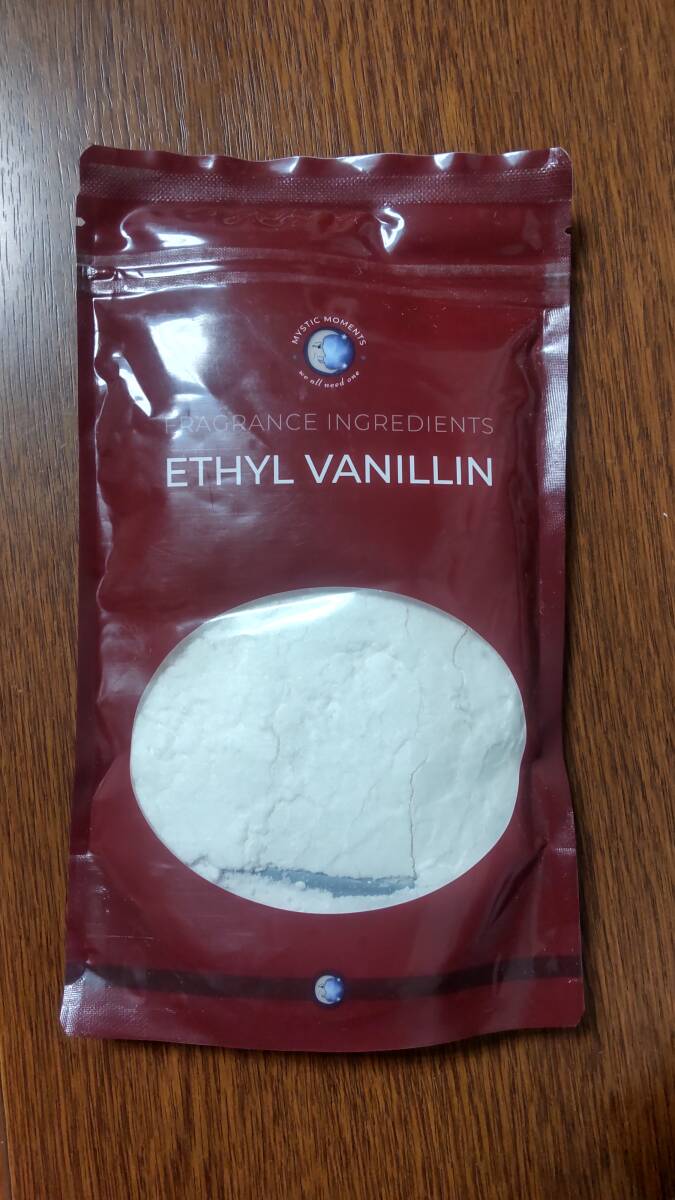 MYSTIC MOMENTS
we all need one
FRAGRANCE INGREDIENTS
ETHYL VANILLIN